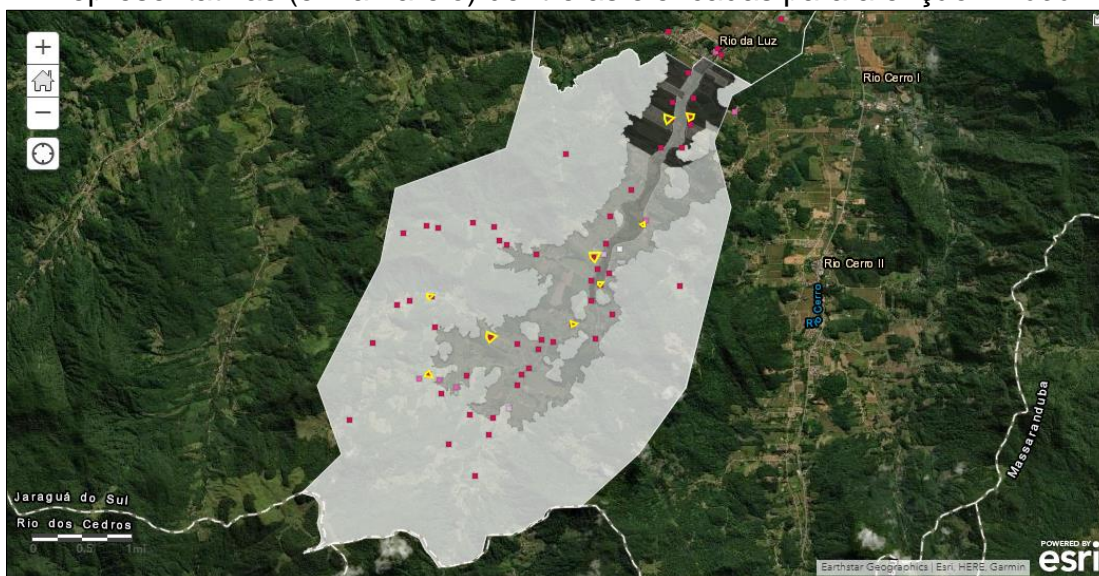 Rio da Luz
Rio Cerro I
Rio Cerro II
Rio Cerro
Massaranduba
Jaraguá do Sul
Rio dos Cedros
0 0,5 1mi
Earthstar Geographics | Esri, HERE, Garmin
POWERED BY
esri